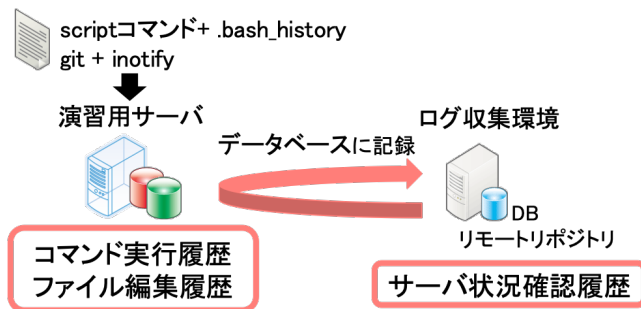 scriptコマンド+ .bash_history
git + inotify
演習用サーバ
データベースに記録
ログ収集環境
DB
リモートリポジトリ
コマンド実行履歴
ファイル編集履歴
サーバ状況確認履歴